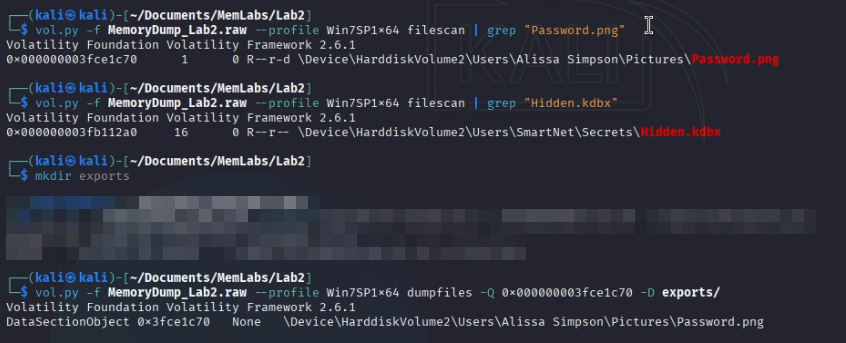 ┌──(kali㉿kali)-[~/Documents/MemLabs/Lab2]
└─$ vol.py -f MemoryDump_Lab2.raw --profile Win7SP1×64 filescan | grep "Password.png"
Volatility Foundation Volatility Framework 2.6.1
0×000000003fce1c70 1 0 R--r-d \Device\HarddiskVolume2\Users\Alissa Simpson\Pictures\Password.png
┌──(kali㉿kali)-[~/Documents/MemLabs/Lab2]
└─$ vol.py -f MemoryDump_Lab2.raw --profile Win7SP1×64 filescan | grep "Hidden.kdbx"
Volatility Foundation Volatility Framework 2.6.1
0×000000003fb112a0 16 0 R--r-- \Device\HarddiskVolume2\Users\SmartNet\Secrets\Hidden.kdbx
┌──(kali㉿kali)-[~/Documents/MemLabs/Lab2]
└─$ mkdir exports
┌──(kali㉿kali)-[~/Documents/MemLabs/Lab2]
└─$ vol.py -f MemoryDump_Lab2.raw --profile Win7SP1×64 dumpfiles -Q 0×000000003fce1c70 -D exports/
Volatility Foundation Volatility Framework 2.6.1
DataSectionObject 0×3fce1c70 None \Device\HarddiskVolume2\Users\Alissa Simpson\Pictures\Password.png